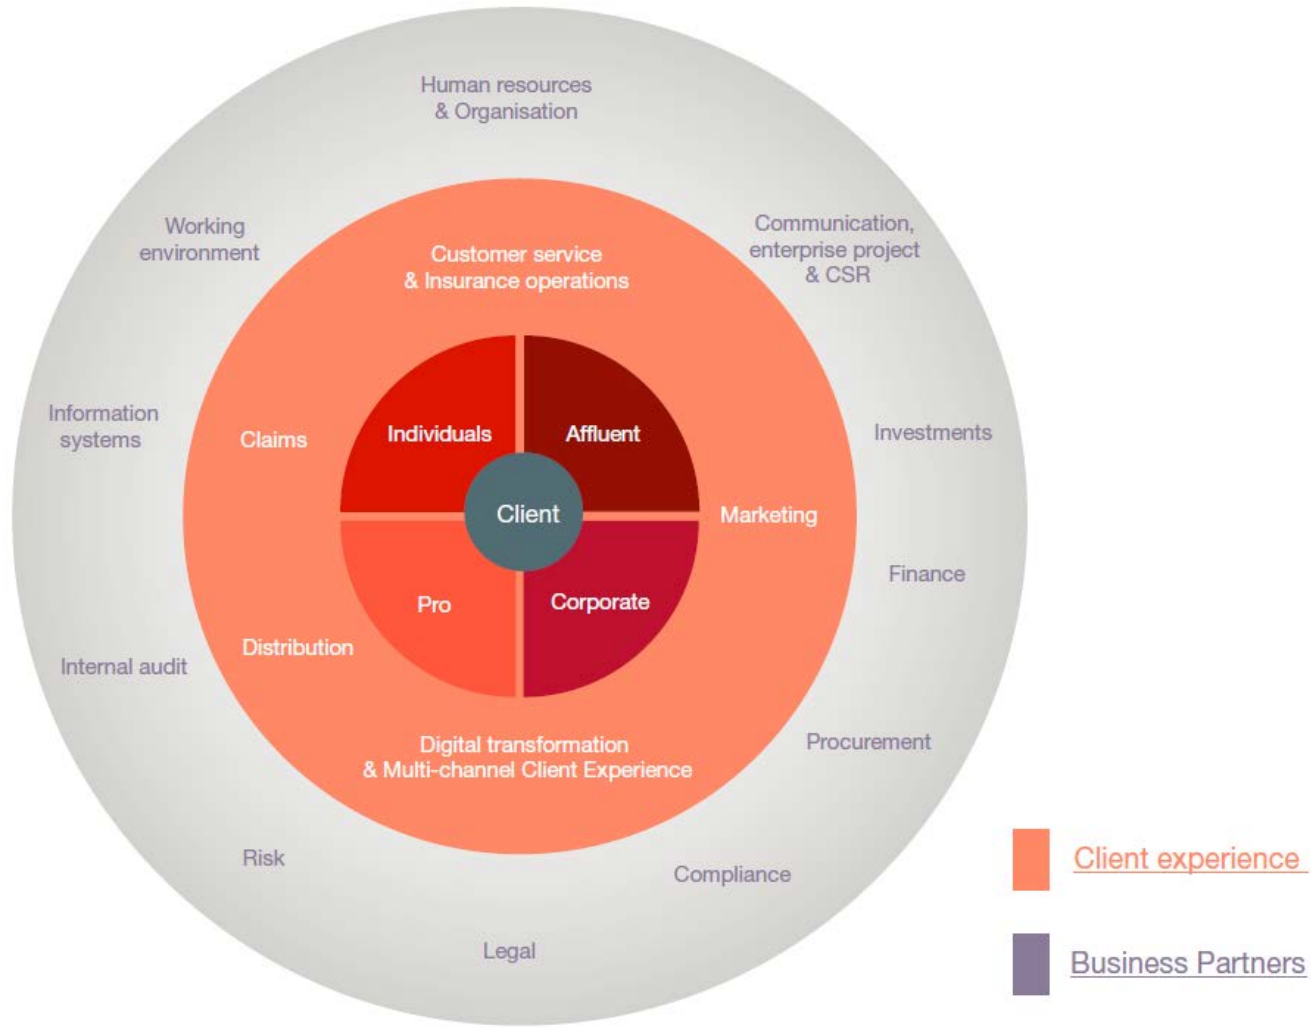 Human resources
& Organisation
Working
environment
Communication,
enterprise project
& CSR
Customer service
& Insurance operations
Information
systems
Claims
Individuals
Affluent
Investments
Client
Marketing
Finance
Pro
Corporate
Distribution
Internal audit
Digital transformation
& Multi-channel Client Experience
Procurement
Risk
Compliance
Legal
Client experience
Business Partners